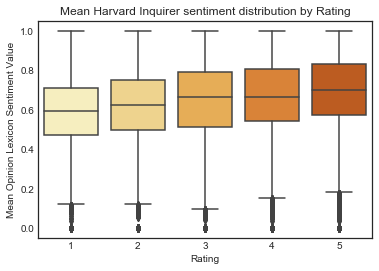 Mean Harvard Inquirer sentiment distribution by Rating
Mean Opinion Lexicon Sentiment Value
1.0
0.8
0.6
0.4
0.2
0.0
1 2 3 4 5
Rating